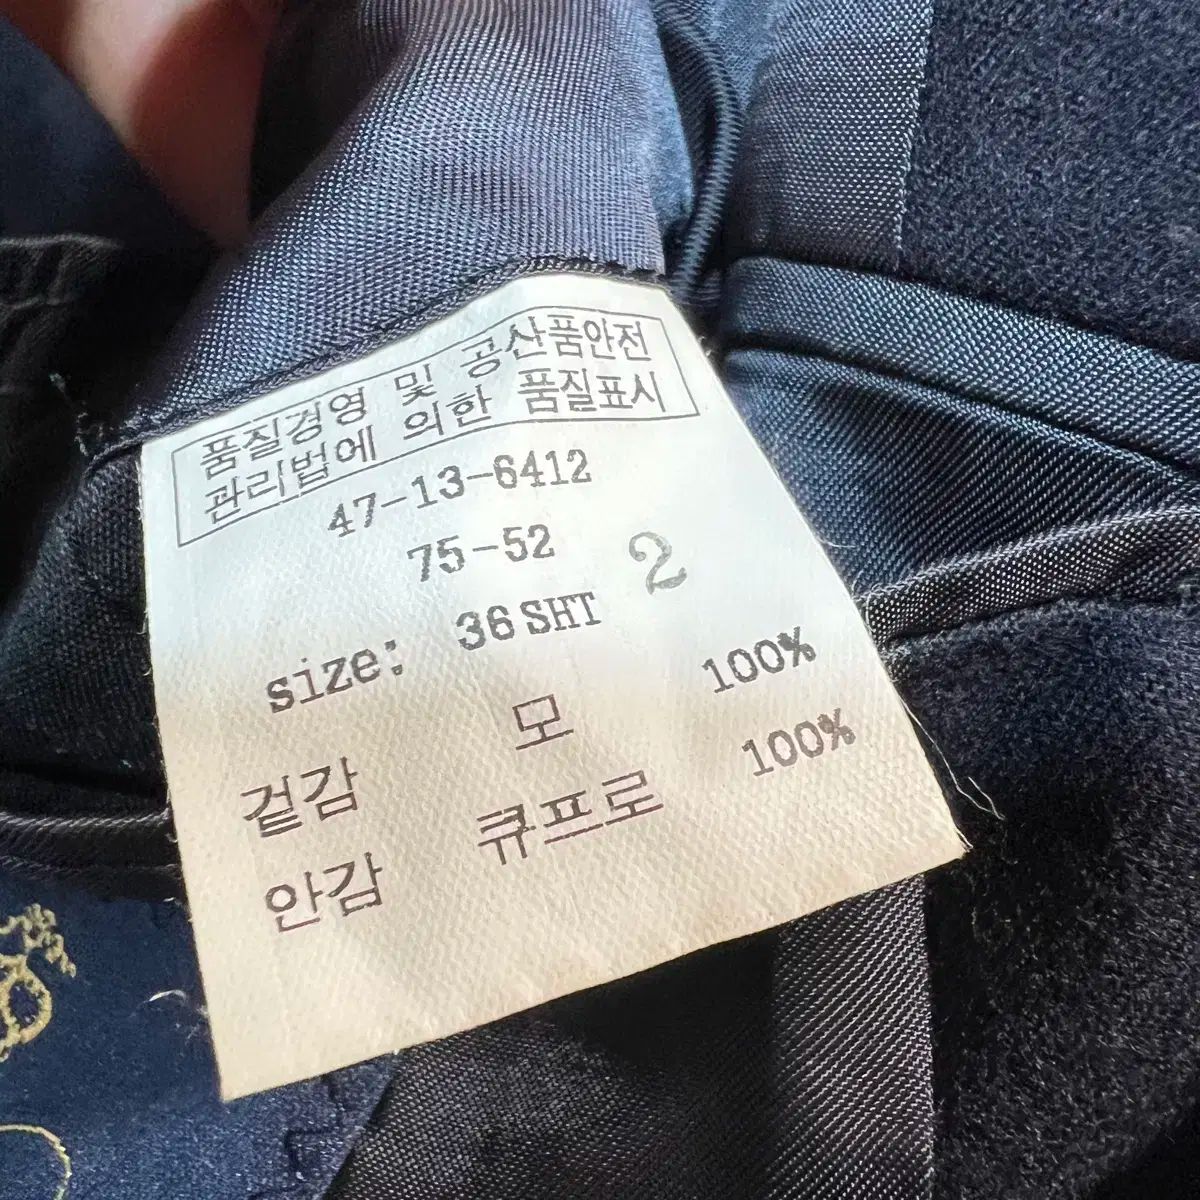 품질경영 및 공산품안전
관리법에 의한 품질표시
47-13-6412
75-52
2
size: 36SHT
겉감 모 100%
안감 큐프로 100%